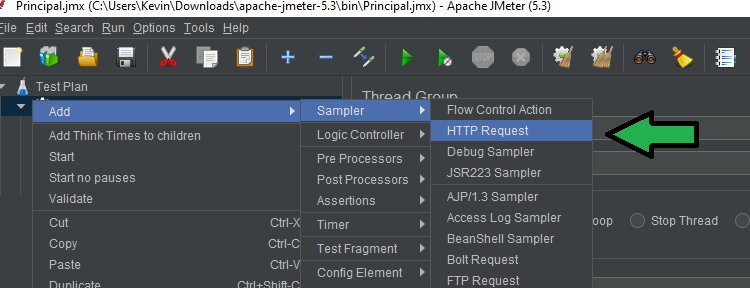 Principal.jmx (C:\Users\Kevin\Downloads\apache-jmeter-5.3\bin\Principal.jmx) - Apache JMeter (5.3)
File Edit Search Run Options Tools Help
Test Plan
Thread Group
Add
Add Think Times to children
Start
Start no pauses
Validate
Cut Ctrl-X
Copy Ctrl-C
Paste Ctrl-V
Duplicate Ctrl+Shift-C
Sampler
Logic Controller
Pre Processors
Post Processors
Assertions
Timer
Test Fragment
Config Element
Flow Control Action
HTTP Request
Debug Sampler
JSR223 Sampler
AJP/1.3 Sampler
Access Log Sampler
BeanShell Sampler
Bolt Request
FTP Request
oop Stop Thread